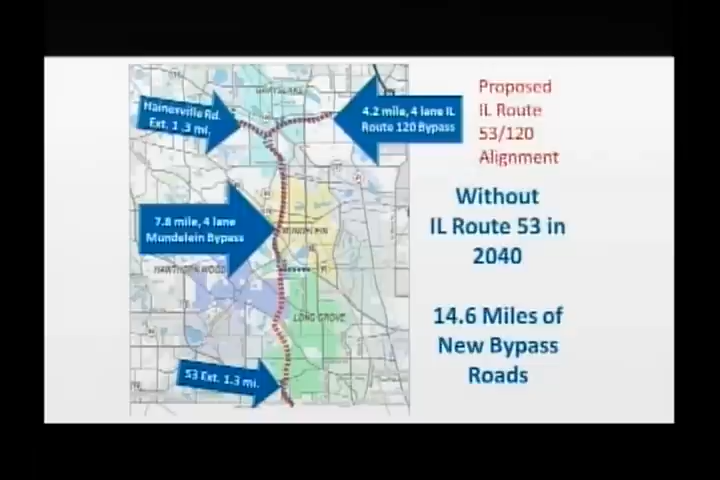 Proposed
IL Route
53/120
Alignment
Hainesville Rd.
Ext. 1.3 mi.
4.2 mile, 4 lane IL
Route 120 Bypass
Without
IL Route 53 in
2040
7.8 mile, 4 lane
Mundelein Bypass
MUNDELEIN
HAWTHORN WOODS
LONG GROVE
14.6 Miles of
New Bypass
Roads
53 Ext. 1.3 mi.